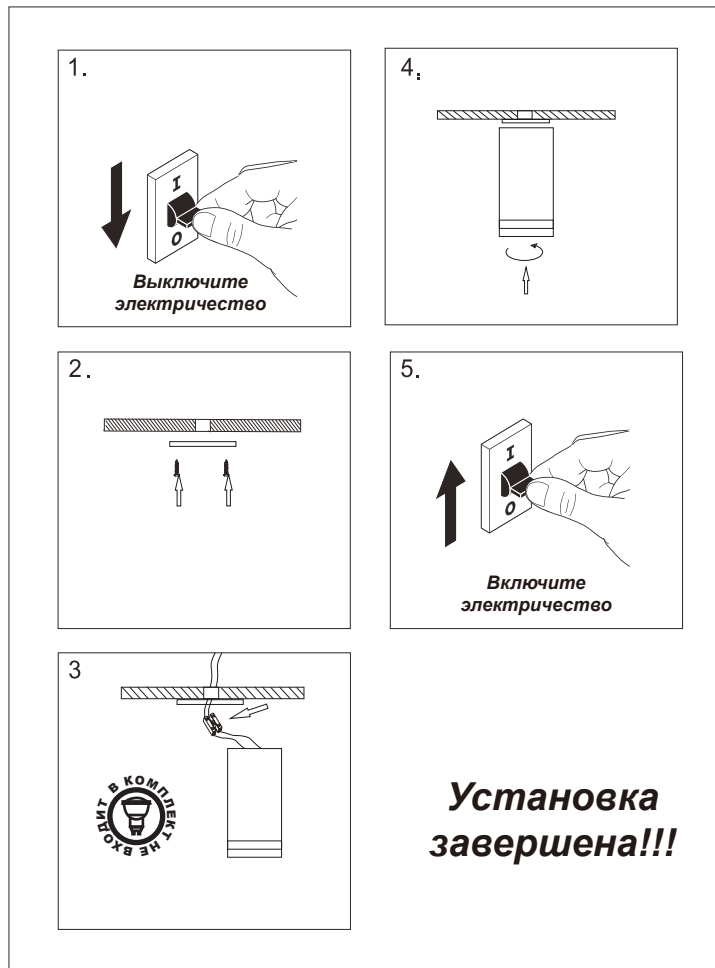 1.
I
O
Выключите
электричество
2.
3
В КОМПЛЕКТ НЕ ВХОДИТ
4.
5.
I
O
Включите
электричество
Установка
завершена!!!